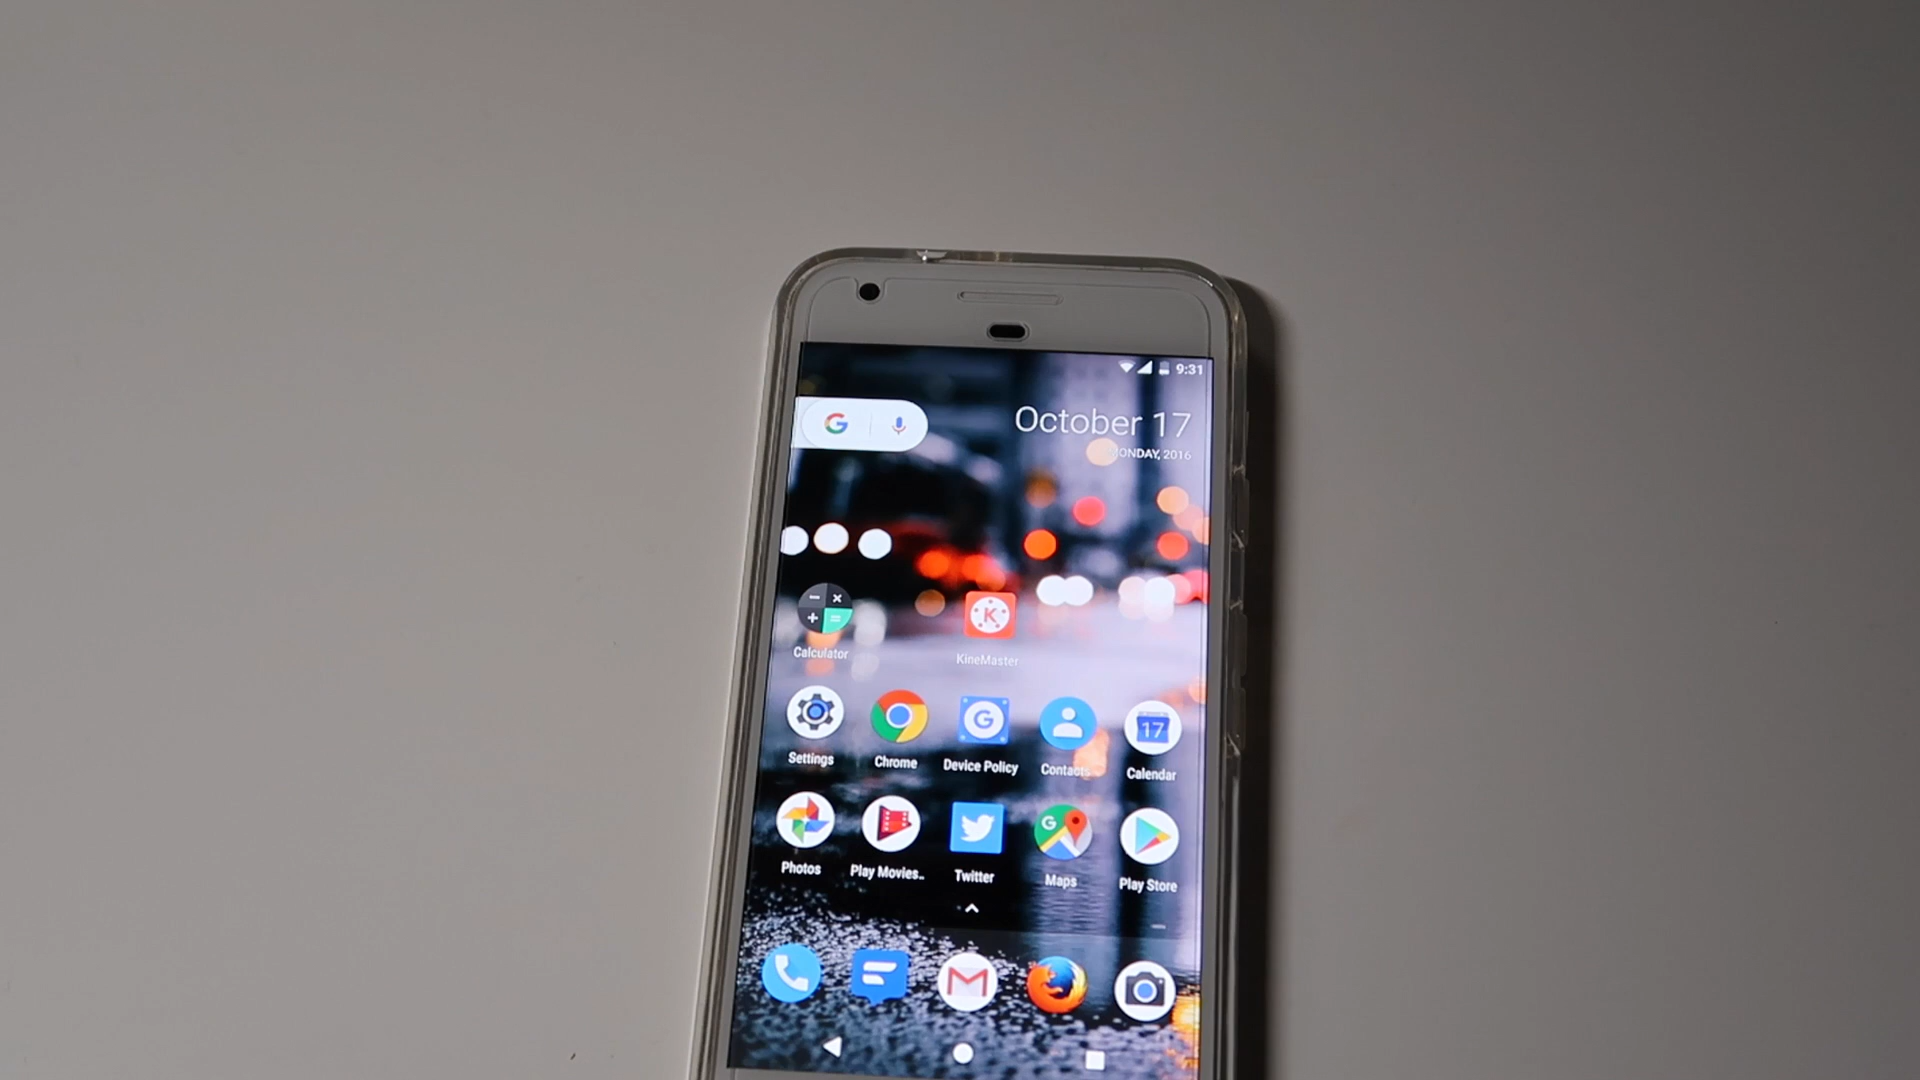 9:31
October 17
MONDAY, 2016
Calculator
KineMaster
Settings
Chrome
Device Policy
Contacts
17
Calendar
Photos
Play Movies..
Twitter
Maps
Play Store